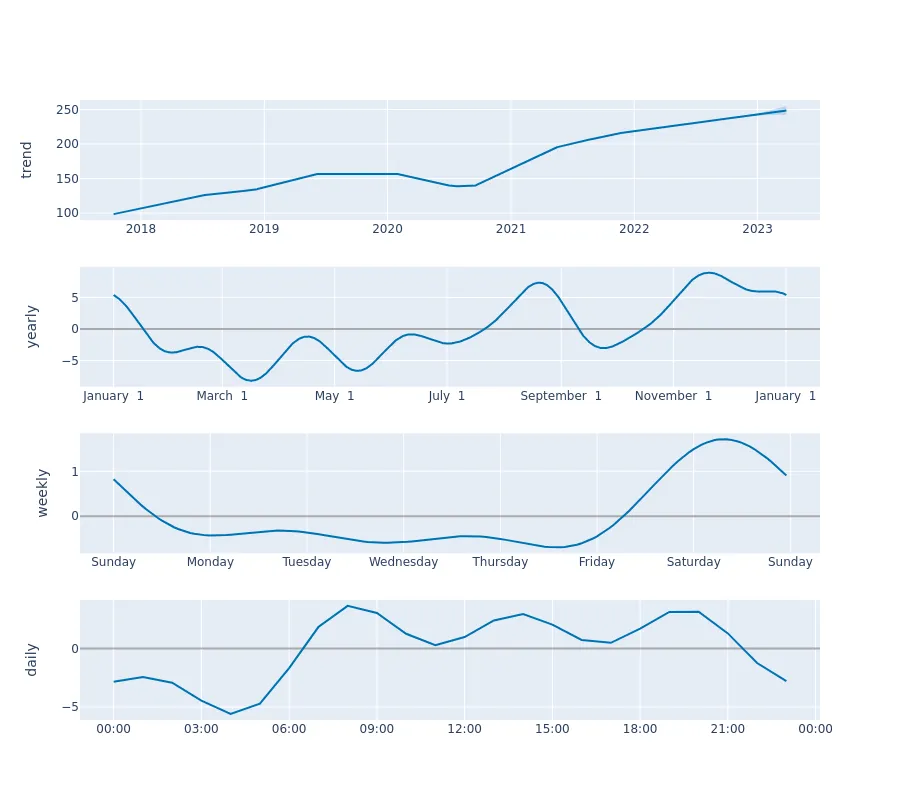 trend
250
200
150
100
2018 2019 2020 2021 2022 2023
yearly
5
0
−5
January 1 March 1 May 1 July 1 September 1 November 1 January 1
weekly
1
0
Sunday Monday Tuesday Wednesday Thursday Friday Saturday Sunday
daily
0
−5
00:00 03:00 06:00 09:00 12:00 15:00 18:00 21:00 00:00